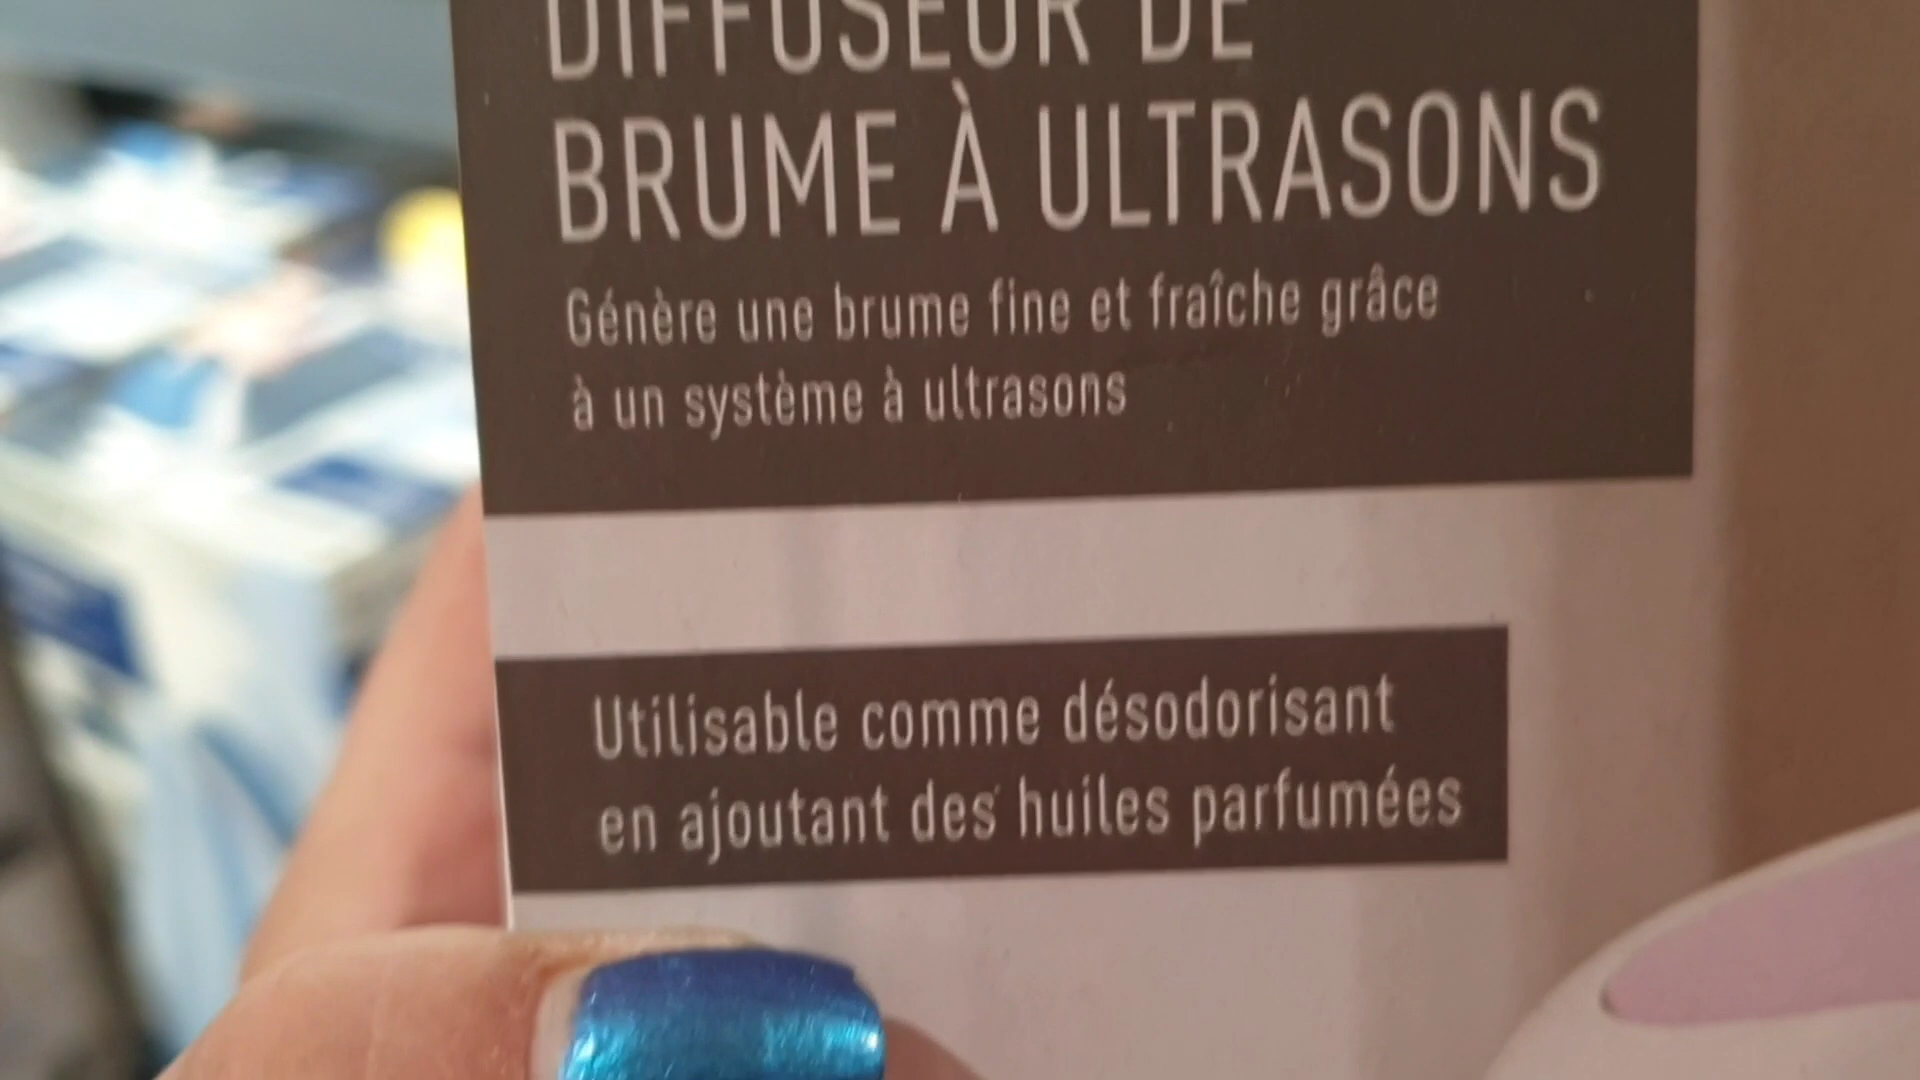 DIFFUSEUR DE
BRUME À ULTRASONS
Génère une brume fine et fraîche grâce
à un système à ultrasons
Utilisable comme désodorisant
en ajoutant des huiles parfumées